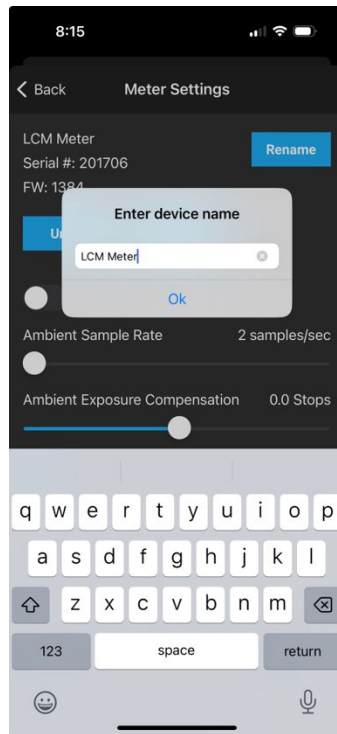 8:15
Back
Meter Settings
LCM Meter
Rename
Serial #: 201706
FW: 1384
Enter device name
LCM Meter
Ok
Ambient Sample Rate
2 samples/sec
Ambient Exposure Compensation
0.0 Stops
q w e r t y u i o p
a s d f g h j k l
z x c v b n m
123
space
return